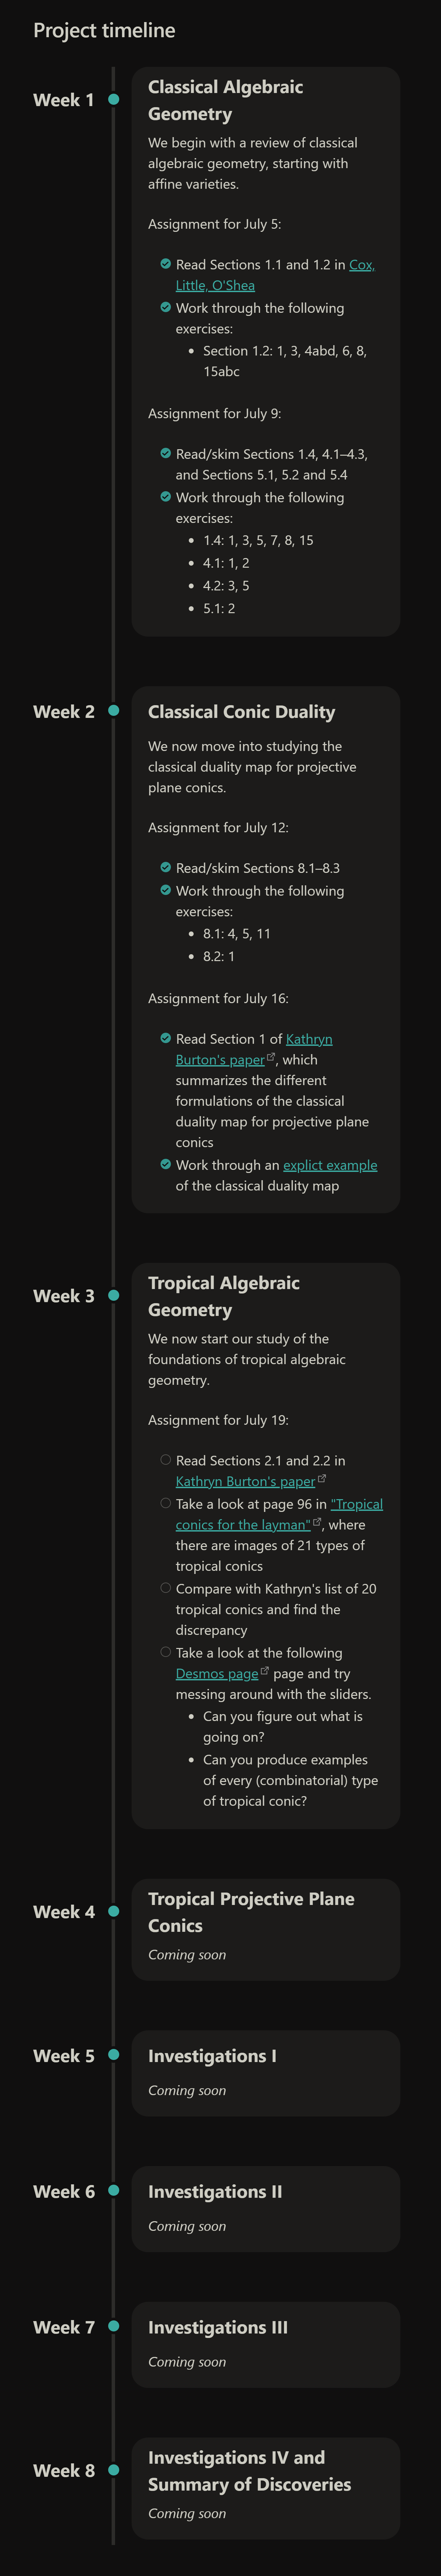 Project timeline
Week 1
Classical Algebraic
Geometry
We begin with a review of classical
algebraic geometry, starting with
affine varieties.
Assignment for July 5:
Read Sections 1.1 and 1.2 in Cox,
Little, O'Shea
Work through the following
exercises:
Section 1.2: 1, 3, 4abd, 6, 8,
15abc
Assignment for July 9:
Read/skim Sections 1.4, 4.1–4.3,
and Sections 5.1, 5.2 and 5.4
Work through the following
exercises:
1.4: 1, 3, 5, 7, 8, 15
4.1: 1, 2
4.2: 3, 5
5.1: 2
Week 2
Classical Conic Duality
We now move into studying the
classical duality map for projective
plane conics.
Assignment for July 12:
Read/skim Sections 8.1–8.3
Work through the following
exercises:
8.1: 4, 5, 11
8.2: 1
Assignment for July 16:
Read Section 1 of Kathryn
Burton's paper, which
summarizes the different
formulations of the classical
duality map for projective plane
conics
Work through an explict example
of the classical duality map
Week 3
Tropical Algebraic
Geometry
We now start our study of the
foundations of tropical algebraic
geometry.
Assignment for July 19:
Read Sections 2.1 and 2.2 in
Kathryn Burton's paper
Take a look at page 96 in "Tropical
conics for the layman", where
there are images of 21 types of
tropical conics
Compare with Kathryn's list of 20
tropical conics and find the
discrepancy
Take a look at the following
Desmos page page and try
messing around with the sliders.
Can you figure out what is
going on?
Can you produce examples
of every (combinatorial) type
of tropical conic?
Week 4
Tropical Projective Plane
Conics
Coming soon
Week 5
Investigations I
Coming soon
Week 6
Investigations II
Coming soon
Week 7
Investigations III
Coming soon
Week 8
Investigations IV and
Summary of Discoveries
Coming soon